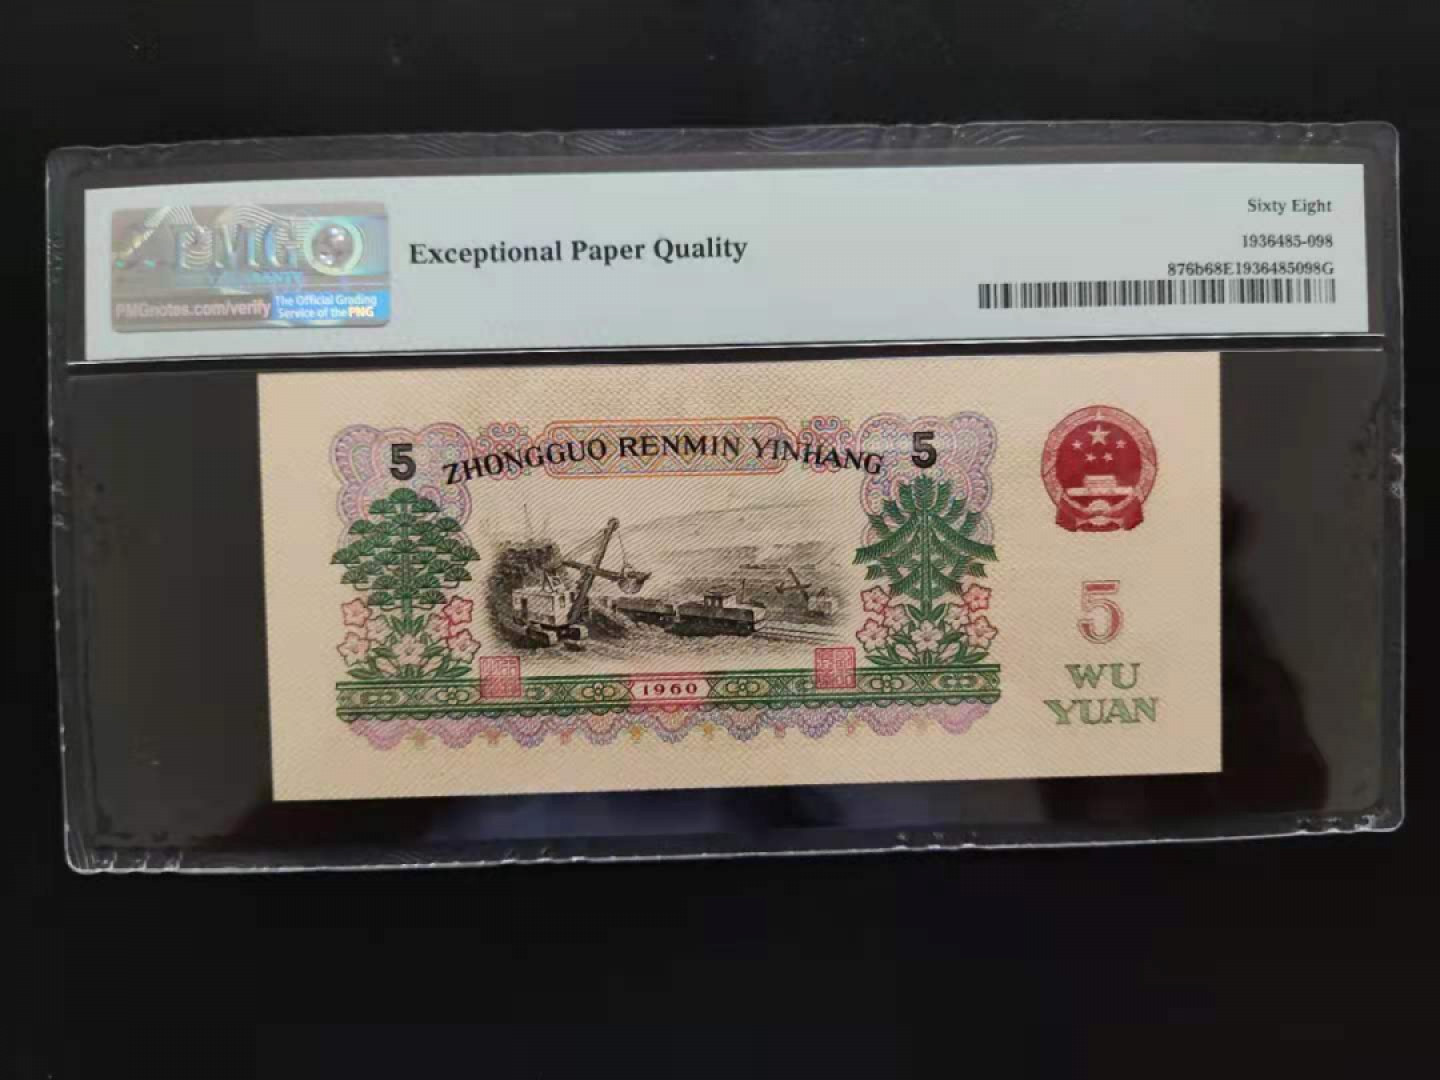 PMG
PMGnotes.com/verify
The Official Grading
Service of the PNG
Exceptional Paper Quality
Sixty Eight
1936485-098
876b68E1936485098G
5
ZHONGGUO RENMIN YINHANG
5
1960
5
WU
YUAN